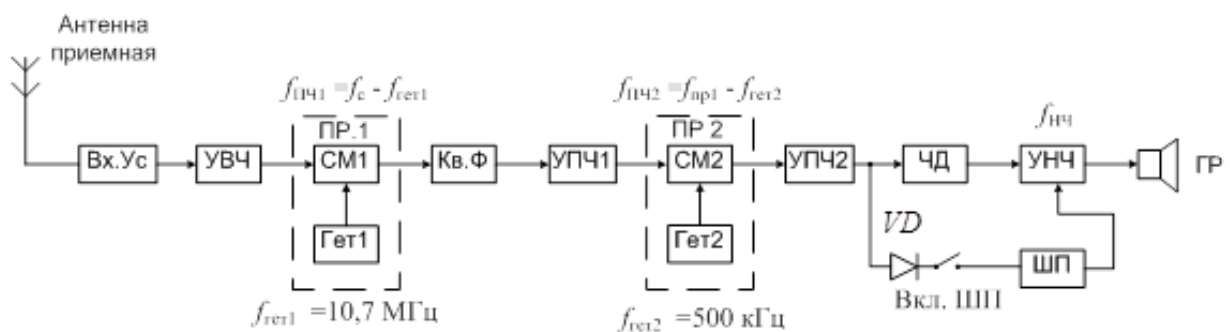 Антенна
приемная
fПЧ1 =fс - fгет1
fПЧ2 =fпр1 - fгет2
fНЧ
ПР.1
ПР 2
Вх.Ус
УВЧ
СМ1
Кв.Ф
УПЧ1
СМ2
УПЧ2
ЧД
УНЧ
ГР
Гет1
Гет2
VD
ШП
Вкл. ШП
fгет1 =10,7 МГц
fгет2 =500 кГц